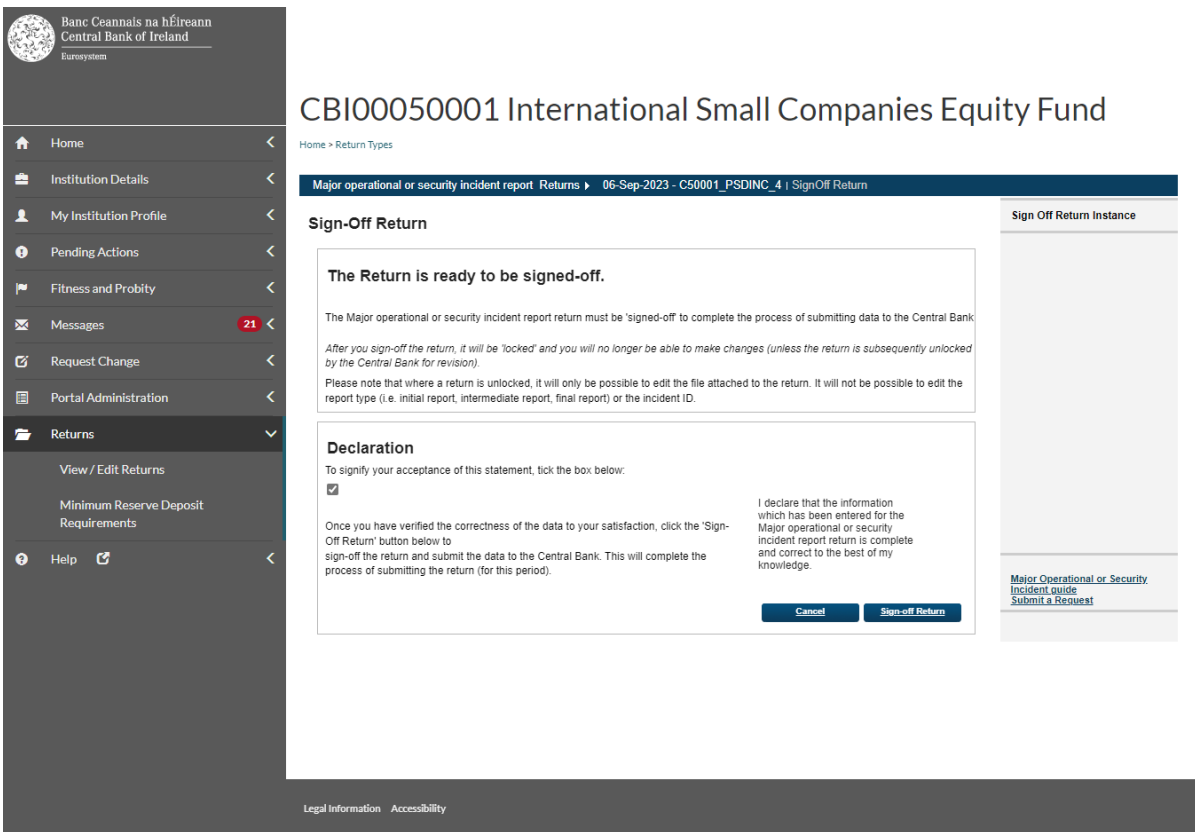 Banc Ceannais na hÉireann
Central Bank of Ireland
Eurosystem
CBI00050001 International Small Companies Equity Fund
Home > Return Types
Home
Institution Details
My Institution Profile
Pending Actions
Fitness and Probity
Messages 21
Request Change
Portal Administration
Returns
View / Edit Returns
Minimum Reserve Deposit
Requirements
Help
Major operational or security incident report Returns 06-Sep-2023 - C50001_PSDINC_4 | SignOff Return
Sign-Off Return
The Return is ready to be signed-off.
The Major operational or security incident report return must be 'signed-off' to complete the process of submitting data to the Central Bank
After you sign-off the return, it will be 'locked' and you will no longer be able to make changes (unless the return is subsequently unlocked
by the Central Bank for revision).
Please note that where a return is unlocked, it will only be possible to edit the file attached to the return. It will not be possible to edit the
report type (i.e. initial report, intermediate report, final report) or the incident ID.
Declaration
To signify your acceptance of this statement, tick the box below:
Once you have verified the correctness of the data to your satisfaction, click the 'Sign-
Off Return' button below to
sign-off the return and submit the data to the Central Bank. This will complete the
process of submitting the return (for this period).
I declare that the information
which has been entered for the
Major operational or security
incident report return is complete
and correct to the best of my
knowledge.
Cancel
Sign-off Return
Sign Off Return Instance
Major Operational or Security
Incident guide
Submit a Request
Legal Information Accessibility